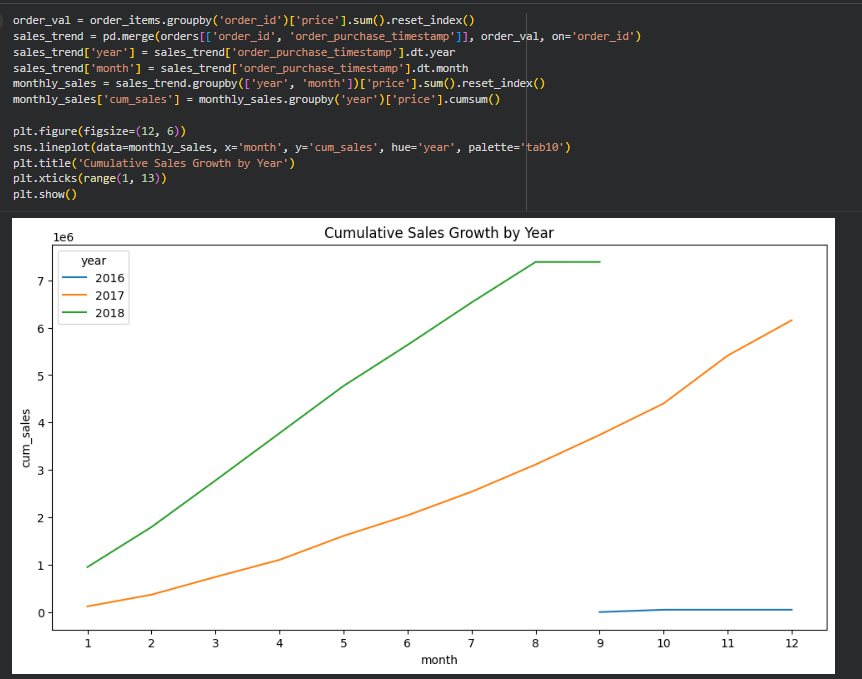 order_val = order_items.groupby('order_id')['price'].sum().reset_index()
sales_trend = pd.merge(orders[['order_id', 'order_purchase_timestamp']], order_val, on='order_id')
sales_trend['year'] = sales_trend['order_purchase_timestamp'].dt.year
sales_trend['month'] = sales_trend['order_purchase_timestamp'].dt.month
monthly_sales = sales_trend.groupby(['year', 'month'])['price'].sum().reset_index()
monthly_sales['cum_sales'] = monthly_sales.groupby('year')['price'].cumsum()
plt.figure(figsize=(12, 6))
sns.lineplot(data=monthly_sales, x='month', y='cum_sales', hue='year', palette='tab10')
plt.title('Cumulative Sales Growth by Year')
plt.xticks(range(1, 13))
plt.show()
Cumulative Sales Growth by Year
1e6
year
2016
2017
2018
7
6
5
4
3
2
1
0
cum_sales
1 2 3 4 5 6 7 8 9 10 11 12
month